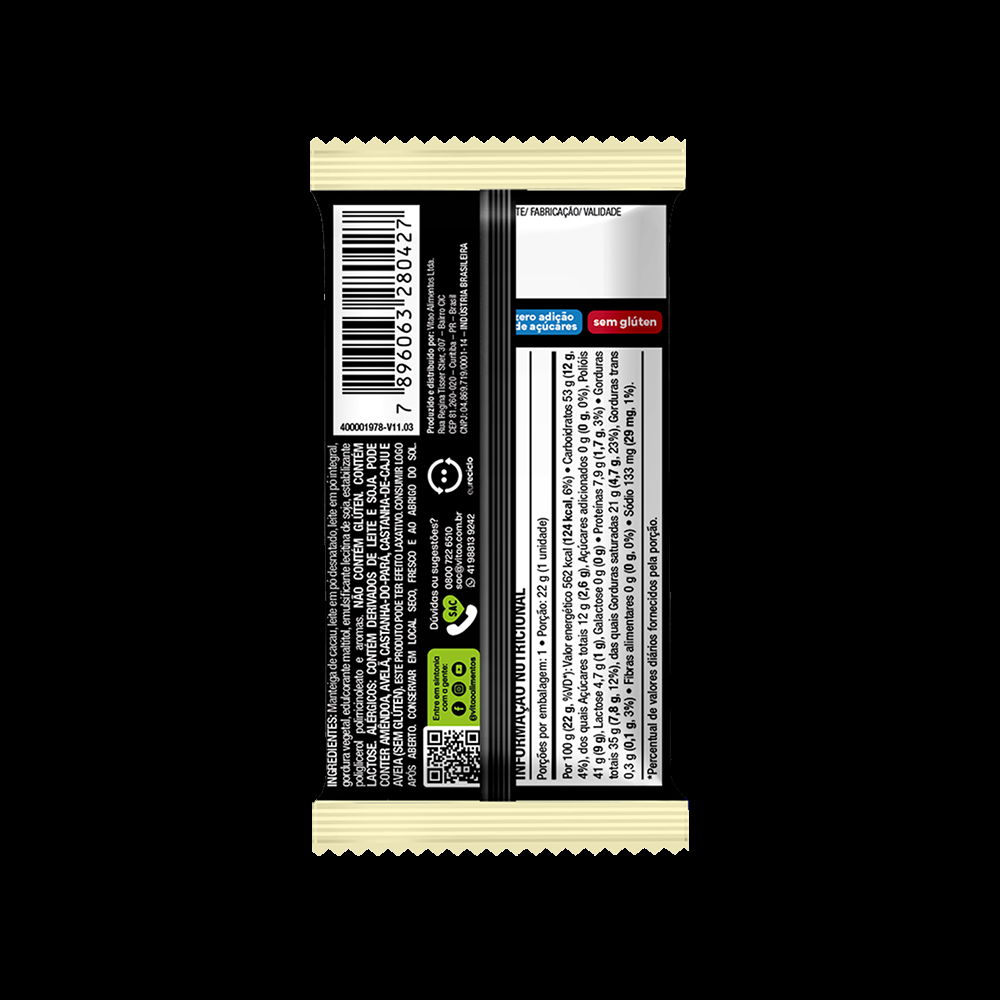 INGREDIENTES: Manteiga de cacau, leite em pó desnatado, leite em pó integral,
gordura vegetal, edulcorante maltitol, emulsificante lecitina de soja, estabilizante
poliglicerol polirricinoleato e aromas. NÃO CONTÉM GLÚTEN. CONTÉM
LACTOSE. ALÉRGICOS: CONTÉM DERIVADOS DE LEITE E SOJA. PODE
CONTER AMÊNDOA, AVELÃ, CASTANHA-DO-PARÁ, CASTANHA-DE-CAJU E
AVEIA (SEM GLÚTEN). ESTE PRODUTO PODE TER EFEITO LAXATIVO. CONSUMIR LOGO
APÓS ABERTO. CONSERVAR EM LOCAL SECO, FRESCO E AO ABRIGO DO SOL.
400001978-V11.03
7 896063 280427
Entre em sintonia
com a gente:
@vitaoalimentos
SAC
Dúvidas ou sugestões?
0800 722 6510
sac@vitao.com.br
41 98813 9242
eureciclo
Produzido e distribuído por: Vitao Alimentos Ltda.
Rua Regina Tisser Stier, 307 – Bairro CIC
CEP 81.260-020 – Curitiba – PR – Brasil
CNPJ: 04.869.719/0001-14 – INDÚSTRIA BRASILEIRA
TE/ FABRICAÇÃO/ VALIDADE
zero adição
de açúcares
sem glúten
INFORMAÇÃO NUTRICIONAL
Porções por embalagem: 1 • Porção: 22 g (1 unidade)
Por 100 g (22 g, %VD*): Valor energético 562 kcal (124 kcal, 6%) • Carboidratos 53 g (12 g,
4%), dos quais Açúcares totais 12 g (2,6 g), Açúcares adicionados 0 g (0 g, 0%), Polióis
41 g (9 g), Lactose 4,7 g (1 g), Galactose 0 g (0 g) • Proteínas 7,9 g (1,7 g, 3%) • Gorduras
totais 35 g (7,8 g, 12%), das quais Gorduras saturadas 21 g (4,7 g, 23%), Gorduras trans
0,3 g (0,1 g, 3%) • Fibras alimentares 0 g (0 g, 0%) • Sódio 133 mg (29 mg, 1%).
*Percentual de valores diários fornecidos pela porção.